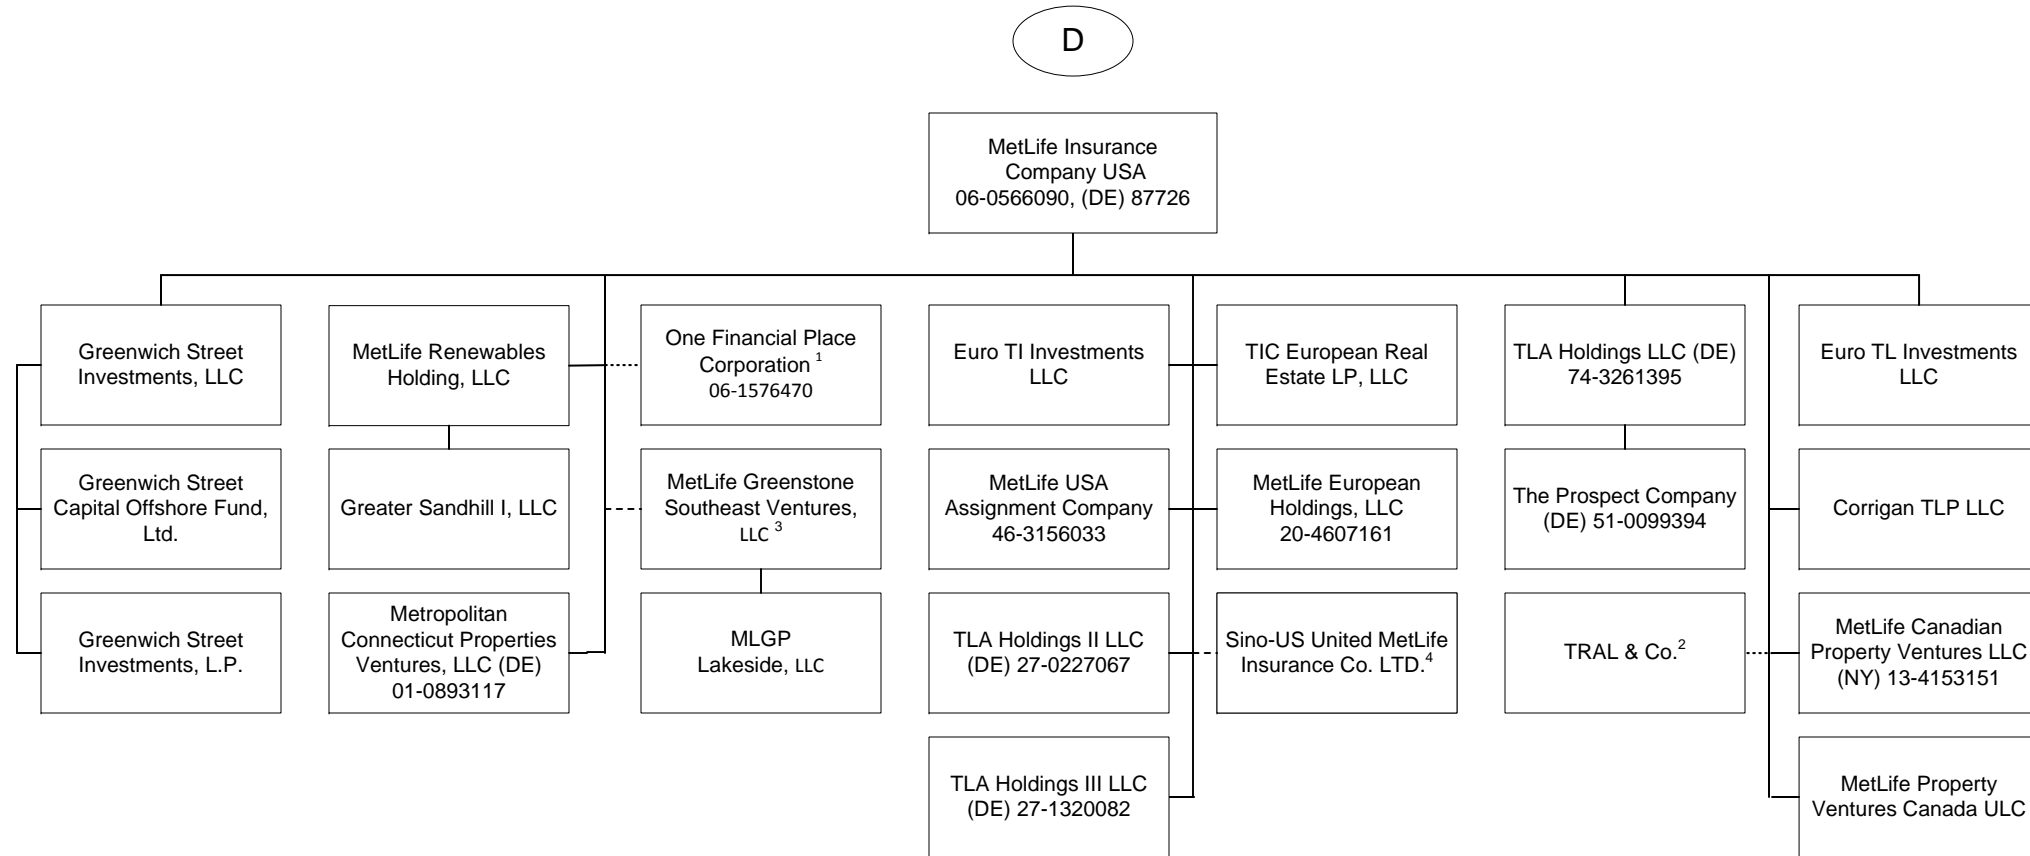 D
MetLife Insurance
Company USA
06-0566090, (DE) 87726
Greenwich Street
Investments, LLC
MetLife Renewables
Holding, LLC
One Financial Place
Corporation 1
06-1576470
Euro TI Investments
LLC
TIC European Real
Estate LP, LLC
TLA Holdings LLC (DE)
74-3261395
Euro TL Investments
LLC
Greenwich Street
Capital Offshore Fund,
Ltd.
Greater Sandhill I, LLC
MetLife Greenstone
Southeast Ventures,
LLC 3
MetLife USA
Assignment Company
46-3156033
MetLife European
Holdings, LLC
20-4607161
The Prospect Company
(DE) 51-0099394
Corrigan TLP LLC
Greenwich Street
Investments, L.P.
Metropolitan
Connecticut Properties
Ventures, LLC (DE)
01-0893117
MLGP
Lakeside, LLC
TLA Holdings II LLC
(DE) 27-0227067
Sino-US United MetLife
Insurance Co. LTD.4
TRAL & Co.2
MetLife Canadian
Property Ventures LLC
(NY) 13-4153151
TLA Holdings III LLC
(DE) 27-1320082
MetLife Property
Ventures Canada ULC